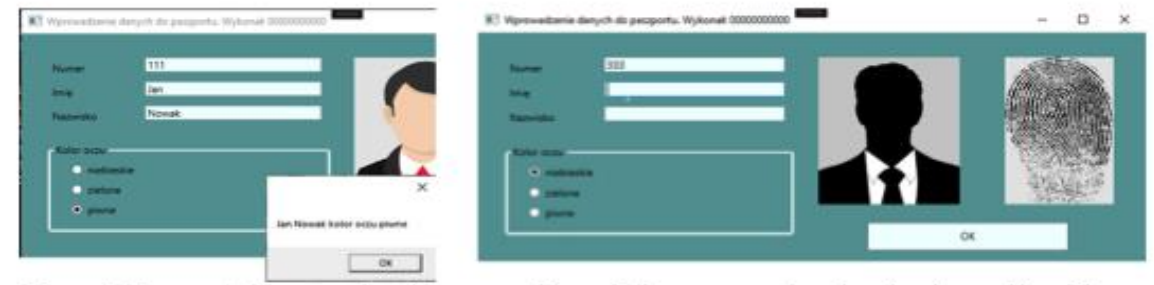 Wprowadzenie danych do paszportu. Wykonał 00000000000
Numer 111
Imię Jan
Nazwisko Nowak
Kolor oczu
niebieskie
zielone
piwne
Jan Nowak kolor oczu piwne
OK
Wprowadzenie danych do paszportu. Wykonał 00000000000
Numer 333
Imię
Nazwisko
Kolor oczu
niebieskie
zielone
piwne
OK